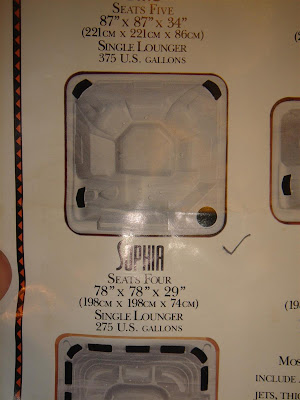 SEATS FIVE
87" x 87" x 34"
(221CM x 221CM x 86CM)
SINGLE LOUNGER
375 U.S. GALLONS
SOPHIA
SEATS FOUR
78" x 78" x 29"
(198CM x 198CM x 74CM)
SINGLE LOUNGER
275 U.S. GALLONS
(19
MOS
INCLUDE
JETS, THI